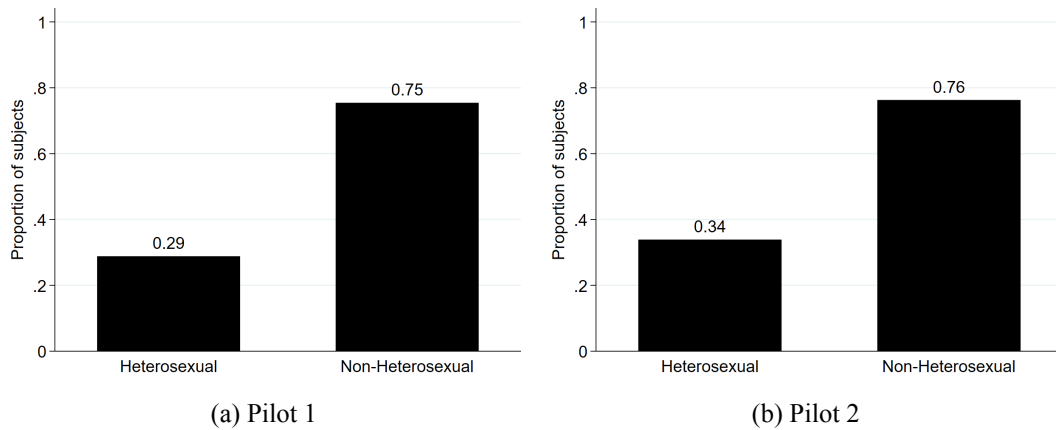 Proportion of subjects
1
.8
.6
.4
.2
0
0.29
0.75
Heterosexual
Non-Heterosexual
(a) Pilot 1
Proportion of subjects
1
.8
.6
.4
.2
0
0.34
0.76
Heterosexual
Non-Heterosexual
(b) Pilot 2